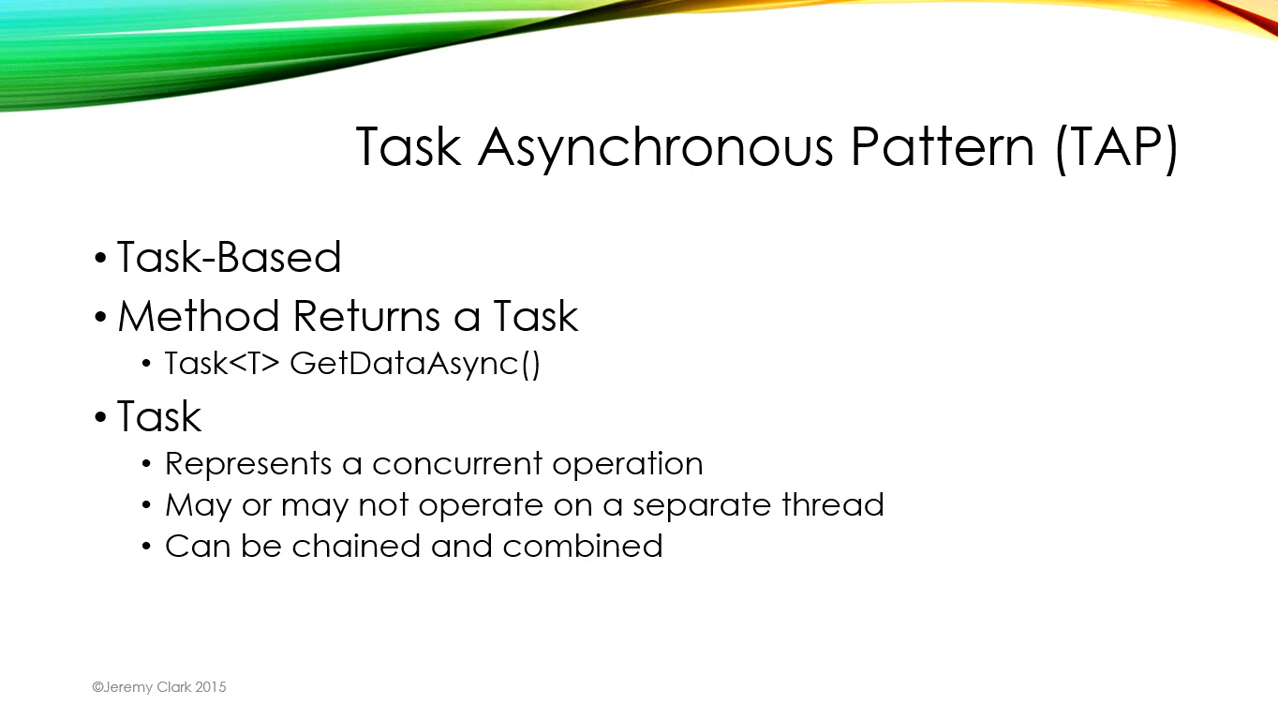 Task Asynchronous Pattern (TAP)
• Task-Based
• Method Returns a Task
• Task<T> GetDataAsync()
• Task
• Represents a concurrent operation
• May or may not operate on a separate thread
• Can be chained and combined
©Jeremy Clark 2015